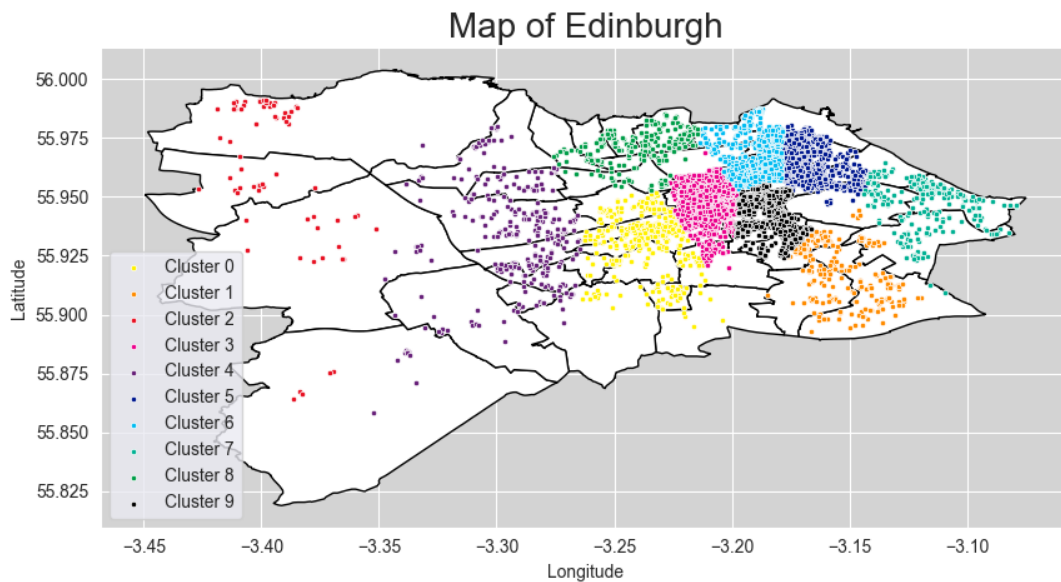 Map of Edinburgh
Latitude
56.000
55.975
55.950
55.925
55.900
55.875
55.850
55.825
Cluster 0
Cluster 1
Cluster 2
Cluster 3
Cluster 4
Cluster 5
Cluster 6
Cluster 7
Cluster 8
Cluster 9
−3.45 −3.40 −3.35 −3.30 −3.25 −3.20 −3.15 −3.10
Longitude